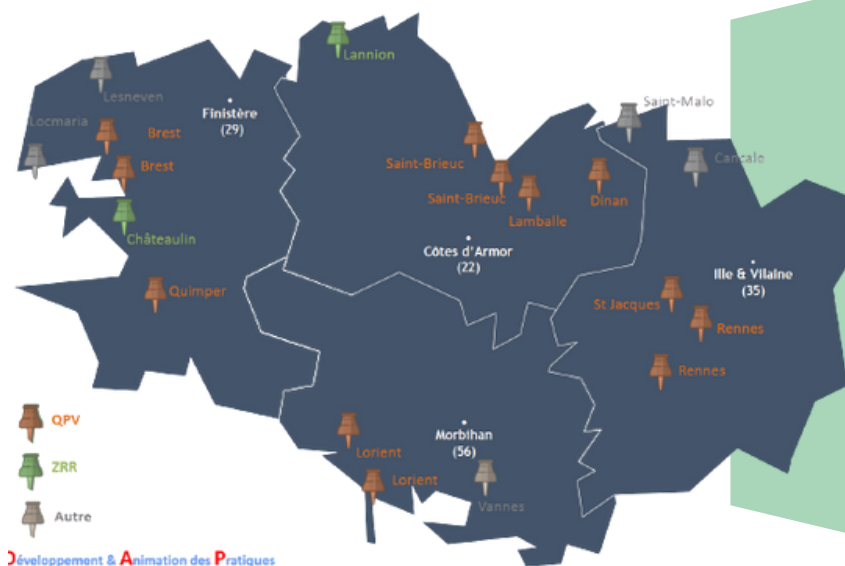 Lannion
Lesneven
Finistère
(29)
Saint-Malo
Locmaria
Brest
Saint-Brieuc
Cancale
Brest
Saint-Brieuc
Dinan
Lamballe
Châteaulin
Côtes d'Armor
(22)
Ille & Vilaine
(35)
Quimper
St Jacques
Rennes
Rennes
QPV
Morbihan
(56)
Lorient
ZRR
Lorient
Vannes
Autre
Développement & Animation des Pratiques